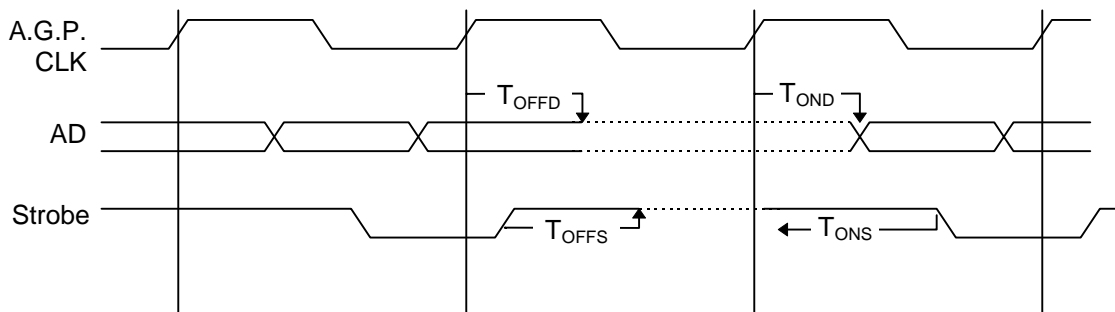 A.G.P.
CLK
TOFFD
TOND
AD
Strobe
TOFFS
TONS